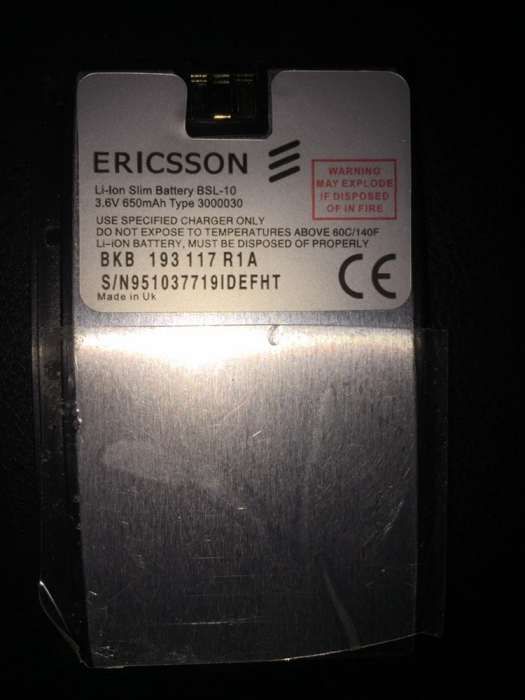 ERICSSON
Li-Ion Slim Battery BSL-10
3.6V 650mAh Type 3000030
WARNING
MAY EXPLODE
IF DISPOSED
OF IN FIRE
USE SPECIFIED CHARGER ONLY
DO NOT EXPOSE TO TEMPERATURES ABOVE 60C/140F
Li-iON BATTERY, MUST BE DISPOSED OF PROPERLY
BKB 193 117 R1A
S/N951037719IDEFHT
Made in Uk
CE